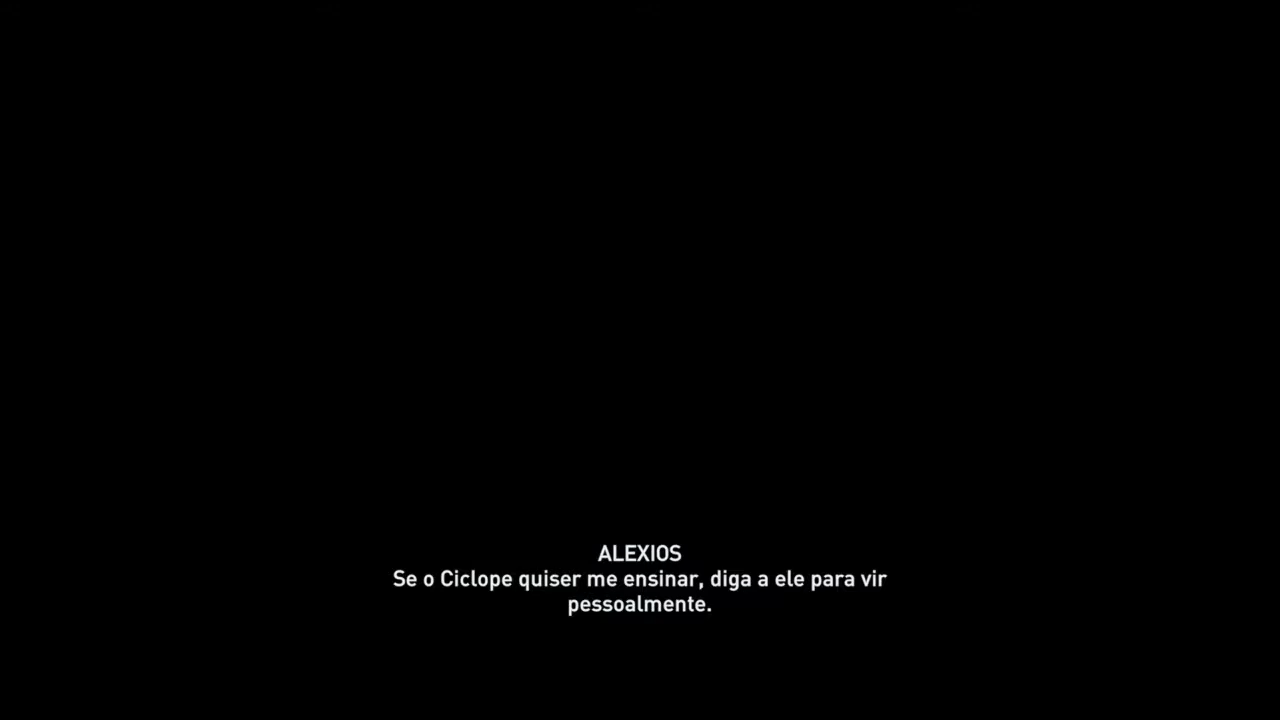 ALEXIOS
Se o Ciclope quiser me ensinar, diga a ele para vir
pessoalmente.